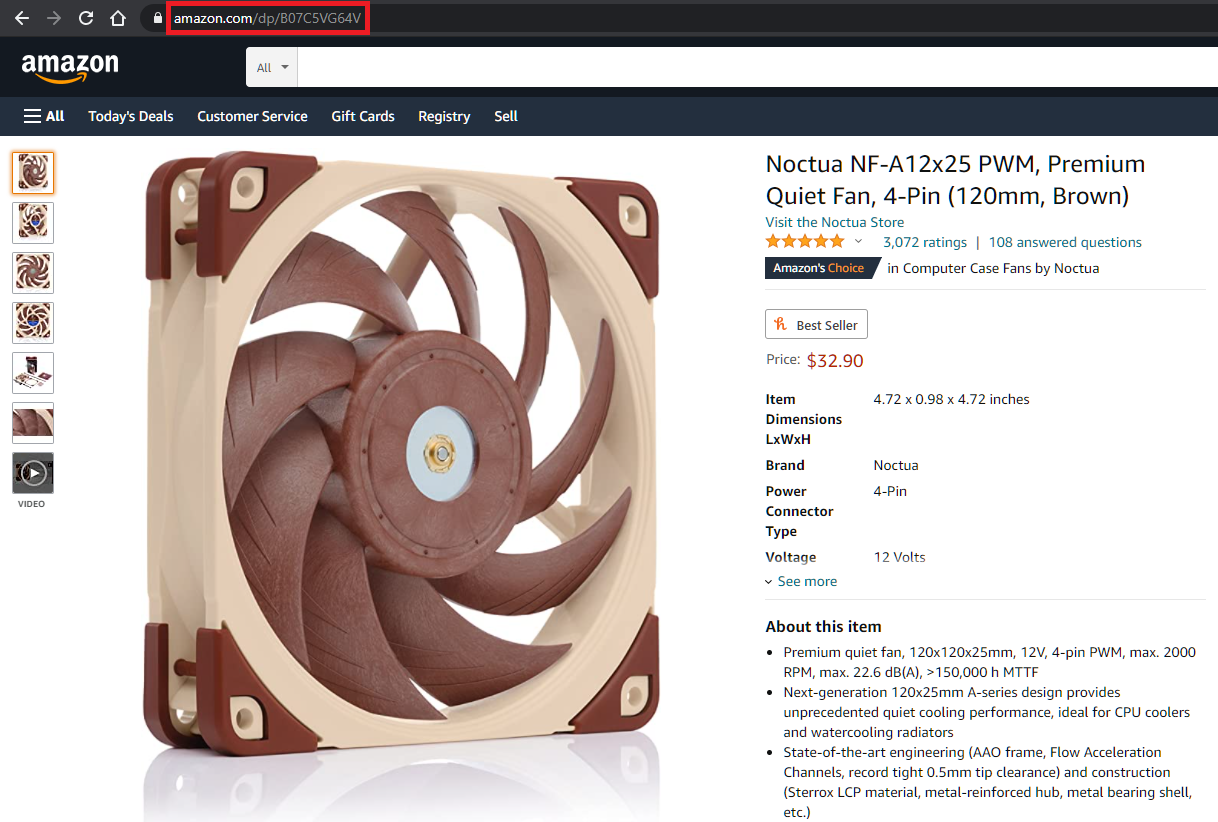 amazon.com/dp/B07C5VG64V
amazon
All
All
Today's Deals
Customer Service
Gift Cards
Registry
Sell
VIDEO
Noctua NF-A12x25 PWM, Premium
Quiet Fan, 4-Pin (120mm, Brown)
Visit the Noctua Store
3,072 ratings | 108 answered questions
Amazon's Choice in Computer Case Fans by Noctua
Best Seller
Price: $32.90
Item 4.72 x 0.98 x 4.72 inches
Dimensions
LxWxH
Brand Noctua
Power 4-Pin
Connector
Type
Voltage 12 Volts
See more
About this item
• Premium quiet fan, 120x120x25mm, 12V, 4-pin PWM, max. 2000
RPM, max. 22.6 dB(A), >150,000 h MTTF
• Next-generation 120x25mm A-series design provides
unprecedented quiet cooling performance, ideal for CPU coolers
and watercooling radiators
• State-of-the-art engineering (AAO frame, Flow Acceleration
Channels, record tight 0.5mm tip clearance) and construction
(Sterrox LCP material, metal-reinforced hub, metal bearing shell,
etc.)